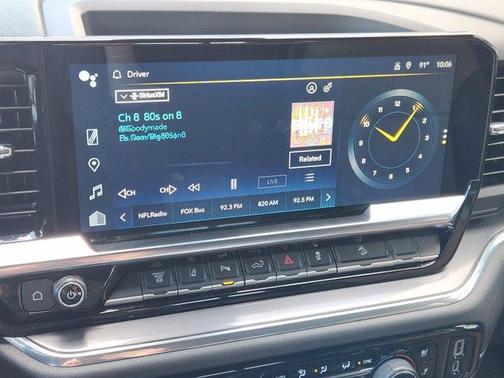 Driver
91° 10:06
SiriusXM
Ch 8 80s on 8
Related
CH CH LIVE
NFLRadio FOX Bus 92.3 FM 820 AM 92.5 FM
SYNC